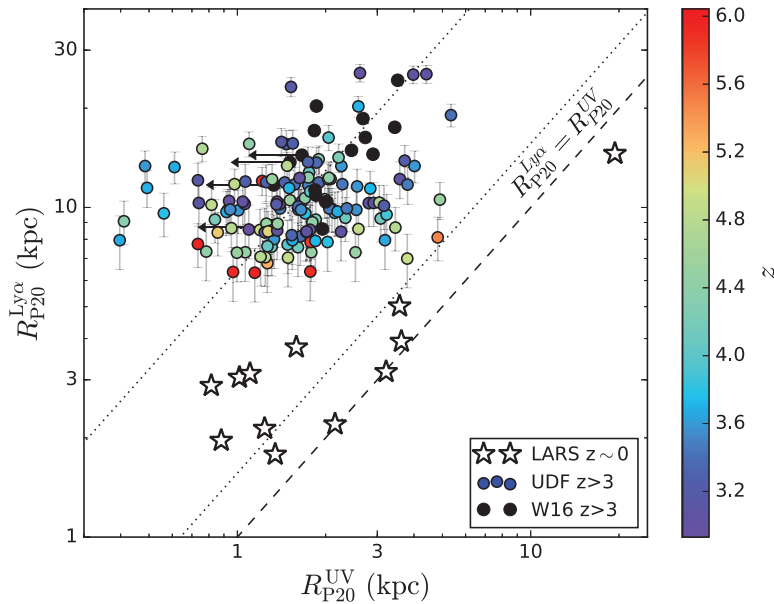 30
10
3
1
R_P20^Lyα (kpc)
1
3
10
R_P20^UV (kpc)
R_P20^Lyα = R_P20^UV
LARS z ~ 0
UDF z>3
W16 z>3
6.0
5.6
5.2
4.8
4.4
4.0
3.6
3.2
z